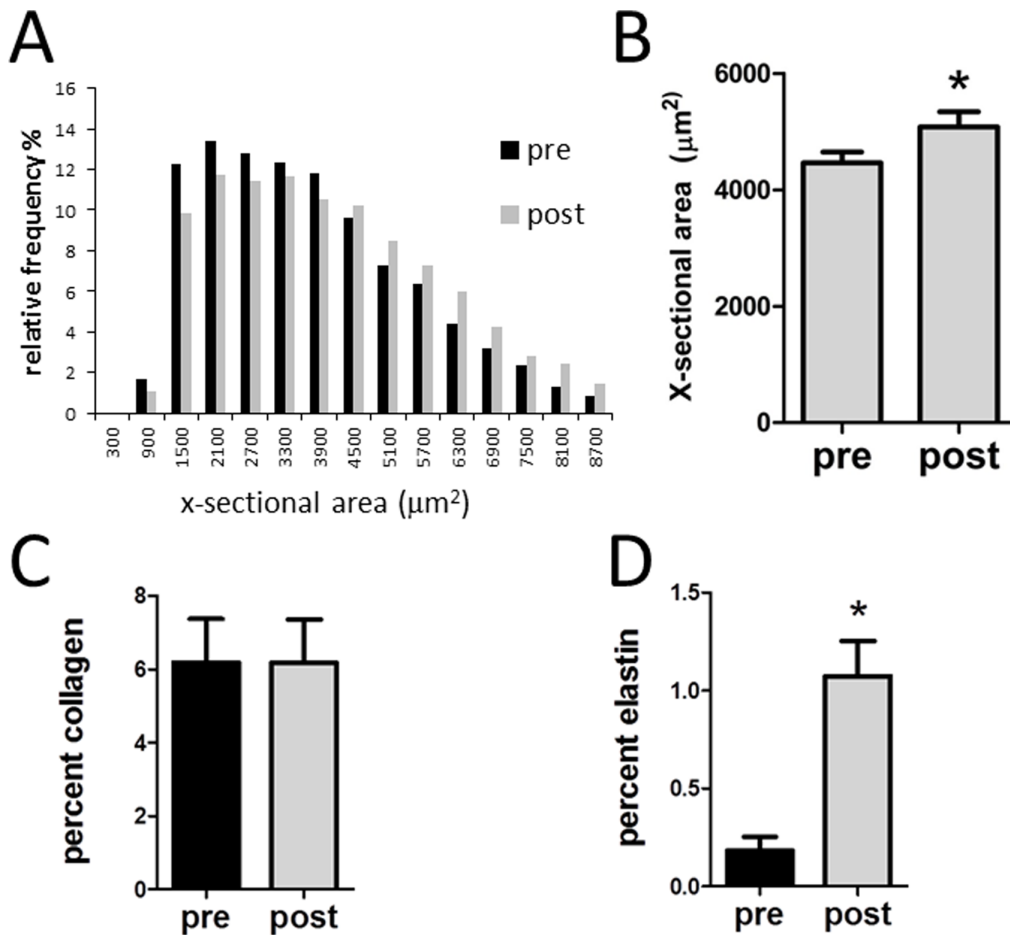 A
16
14
12
10
8
6
4
2
0
relative frequency%
pre
post
300
900
1500
2100
2700
3300
3900
4500
5100
5700
6300
6900
7500
8100
8700
x-sectional area (μm²)
B
6000
4000
2000
0
X-sectional area (μm²)
*
pre post
C
8
6
4
2
0
percent collagen
pre post
D
1.5
1.0
0.5
0.0
percent elastin
*
pre post